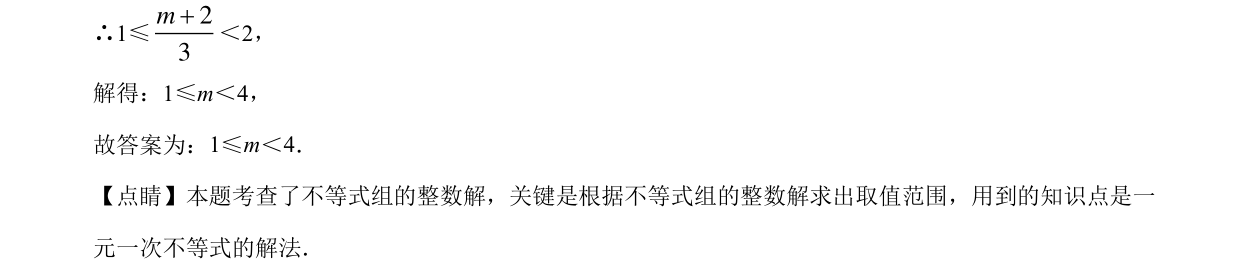 ∴1≤(m+2)/3<2，
解得：1≤m<4，
故答案为：1≤m<4．
【点睛】本题考查了不等式组的整数解，关键是根据不等式组的整数解求出取值范围，用到的知识点是一
元一次不等式的解法．